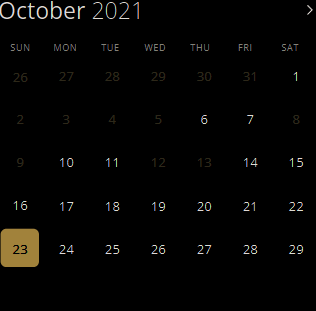 October 2021
SUN MON TUE WED THU FRI SAT
26 27 28 29 30 31 1
2 3 4 5 6 7 8
9 10 11 12 13 14 15
16 17 18 19 20 21 22
23 24 25 26 27 28 29